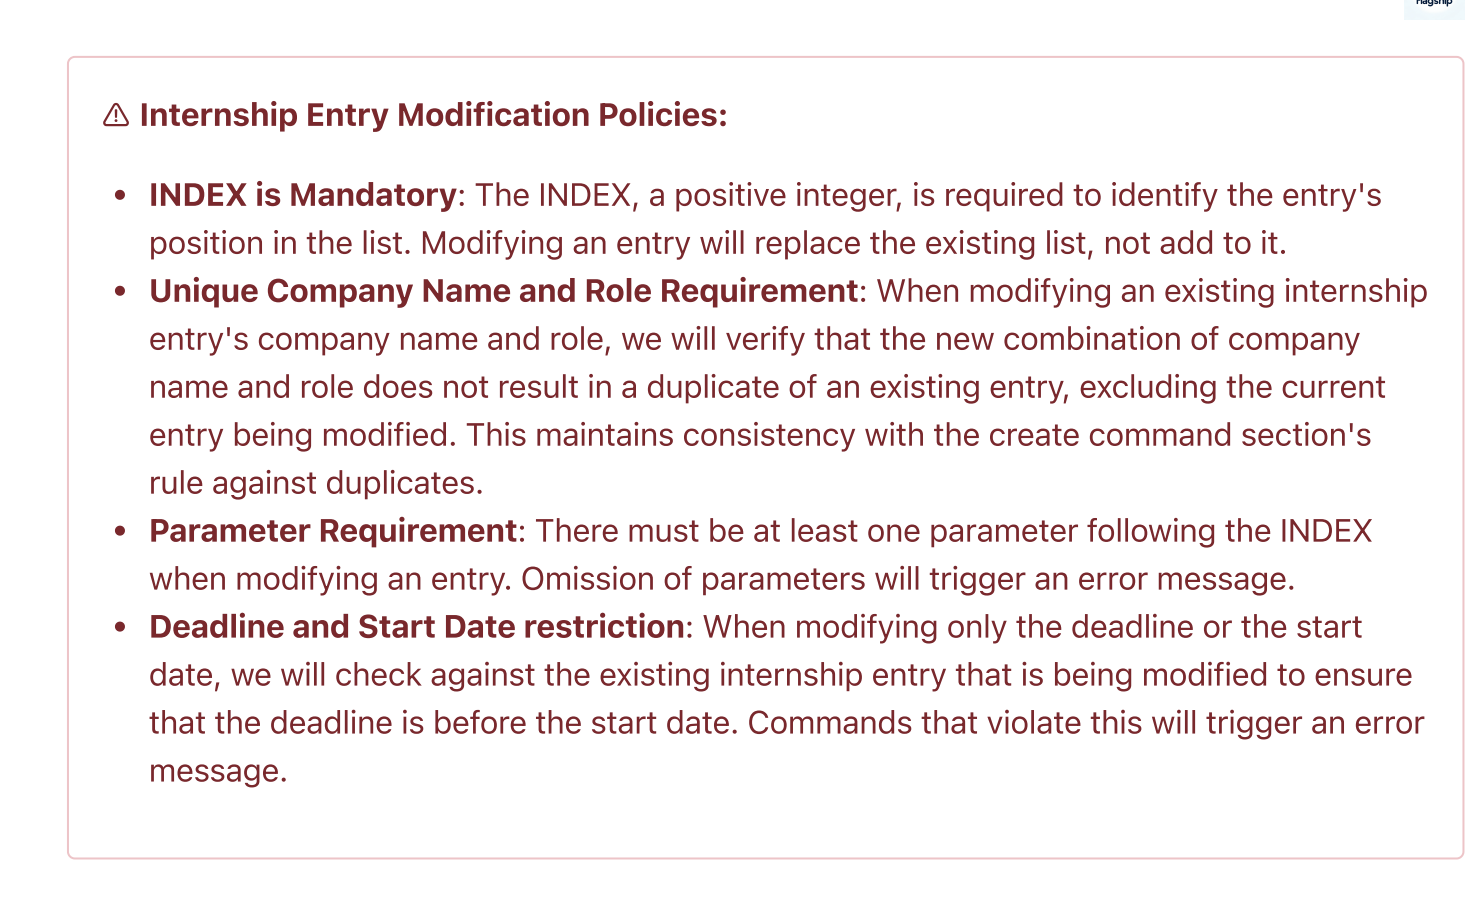 Flagship
⚠ Internship Entry Modification Policies:
• INDEX is Mandatory: The INDEX, a positive integer, is required to identify the entry's
position in the list. Modifying an entry will replace the existing list, not add to it.
• Unique Company Name and Role Requirement: When modifying an existing internship
entry's company name and role, we will verify that the new combination of company
name and role does not result in a duplicate of an existing entry, excluding the current
entry being modified. This maintains consistency with the create command section's
rule against duplicates.
• Parameter Requirement: There must be at least one parameter following the INDEX
when modifying an entry. Omission of parameters will trigger an error message.
• Deadline and Start Date restriction: When modifying only the deadline or the start
date, we will check against the existing internship entry that is being modified to ensure
that the deadline is before the start date. Commands that violate this will trigger an error
message.